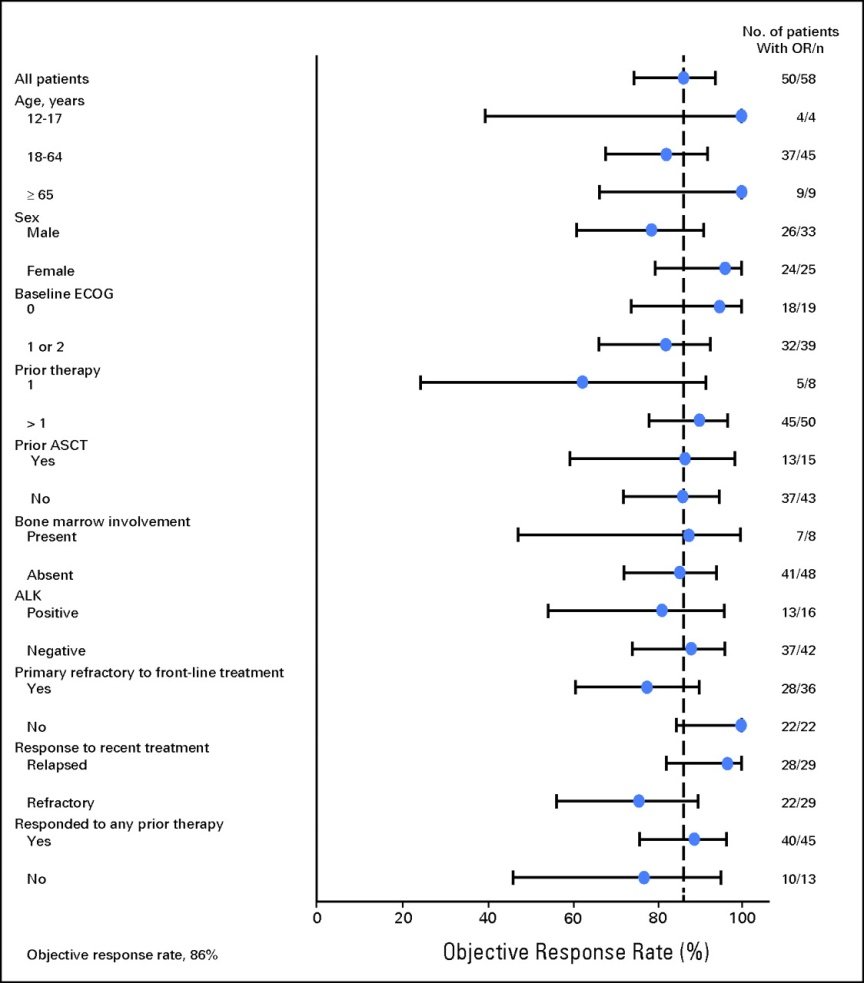 No. of patients
With OR/n
All patients 50/58
Age, years
12-17 4/4
18-64 37/45
≥ 65 9/9
Sex
Male 26/33
Female 24/25
Baseline ECOG
0 18/19
1 or 2 32/39
Prior therapy
1 5/8
> 1 45/50
Prior ASCT
Yes 13/15
No 37/43
Bone marrow involvement
Present 7/8
Absent 41/48
ALK
Positive 13/16
Negative 37/42
Primary refractory to front-line treatment
Yes 28/36
No 22/22
Response to recent treatment
Relapsed 28/29
Refractory 22/29
Responded to any prior therapy
Yes 40/45
No 10/13
0 20 40 60 80 100
Objective response rate, 86%
Objective Response Rate (%)